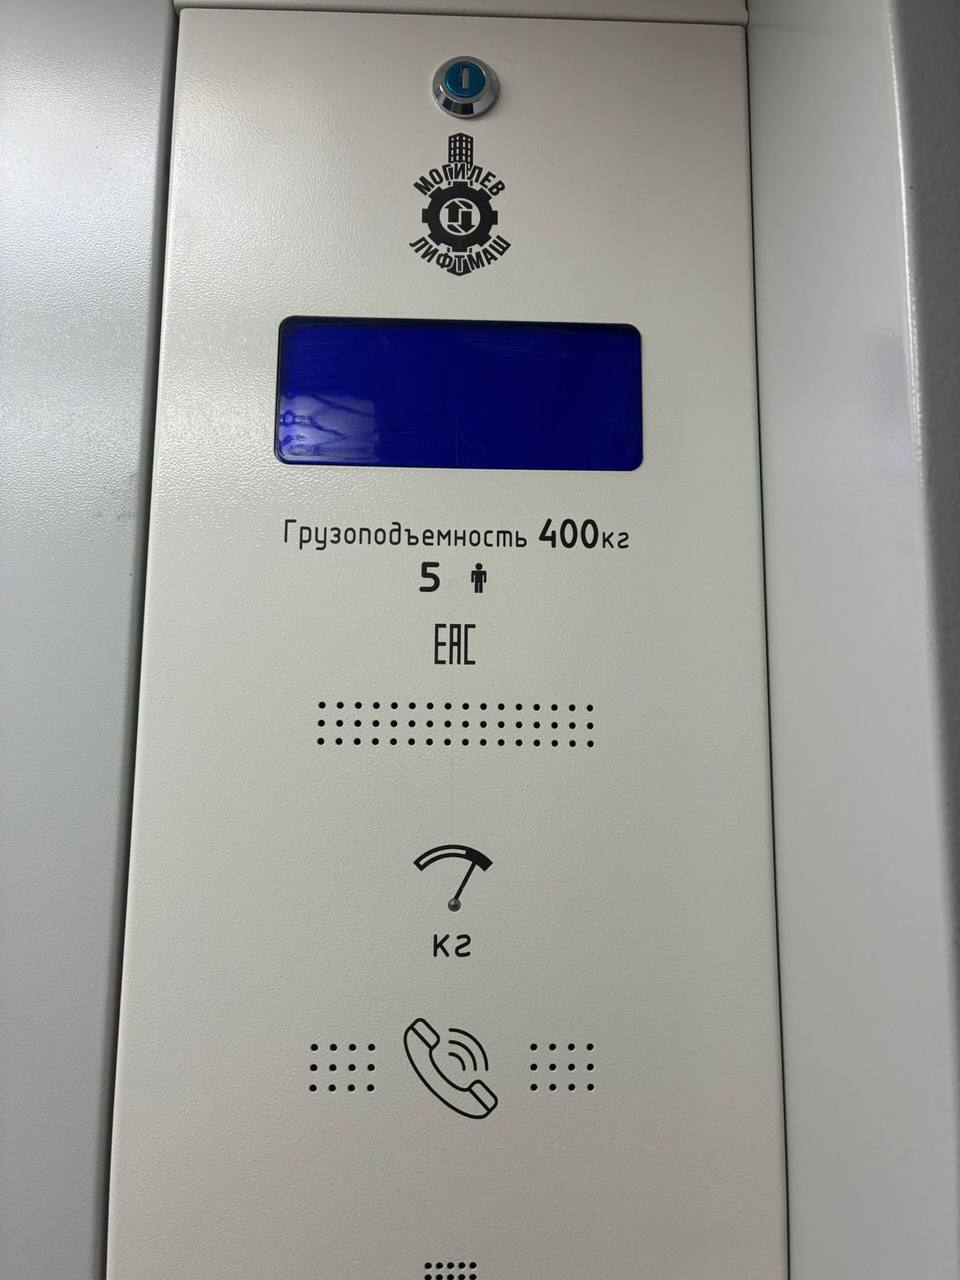 МОГИЛЕВ
ЛИФТМАШ
Грузоподъемность 400кг
5
EAC
кг